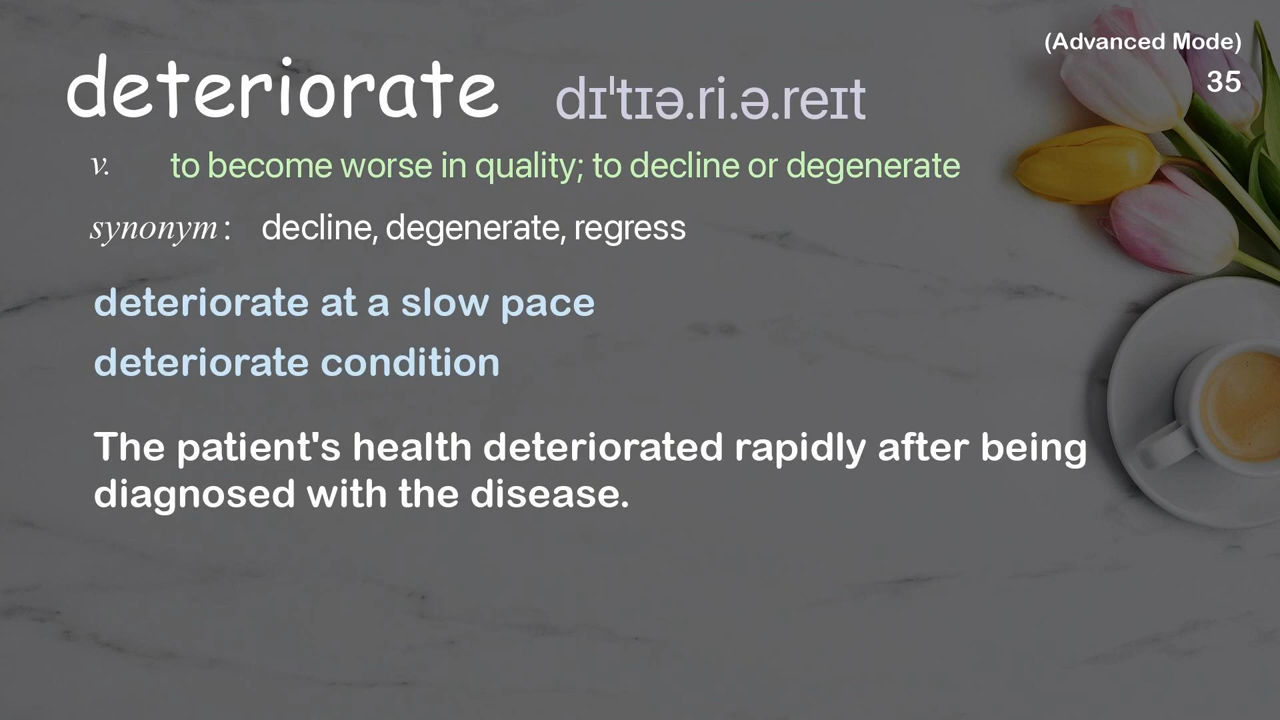 (Advanced Mode)
35
deteriorate dɪˈtɪə.ri.ə.reɪt
v. to become worse in quality; to decline or degenerate
synonym: decline, degenerate, regress
deteriorate at a slow pace
deteriorate condition
The patient's health deteriorated rapidly after being
diagnosed with the disease.